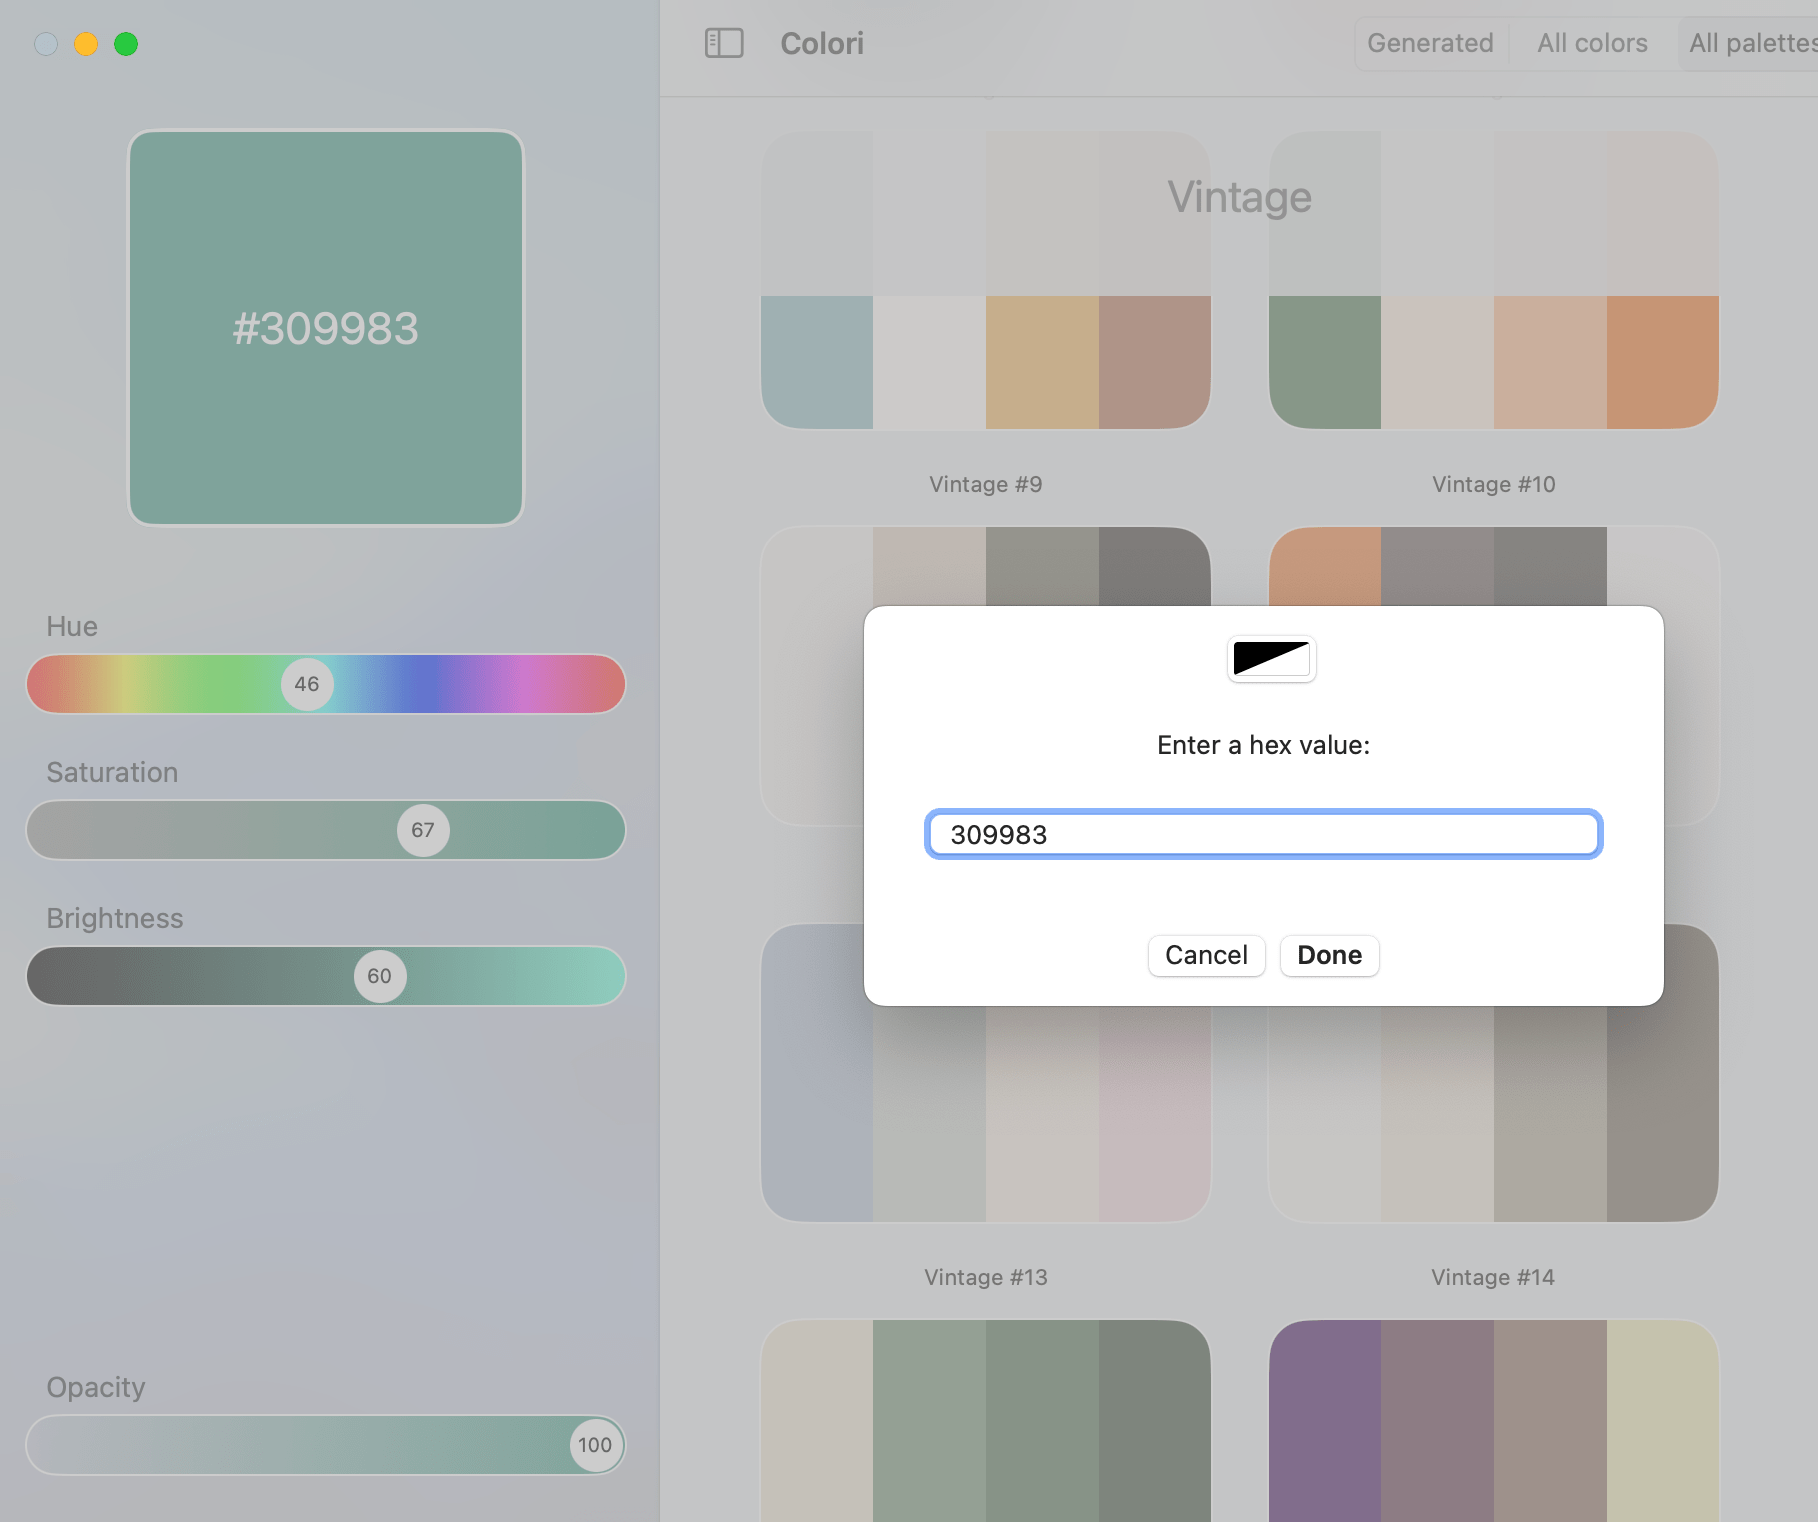 Colori
Generated
All colors
All palettes
#309983
Hue
46
Saturation
67
Brightness
60
Opacity
100
Vintage
Vintage #9
Vintage #10
Enter a hex value:
309983
Cancel
Done
Vintage #13
Vintage #14